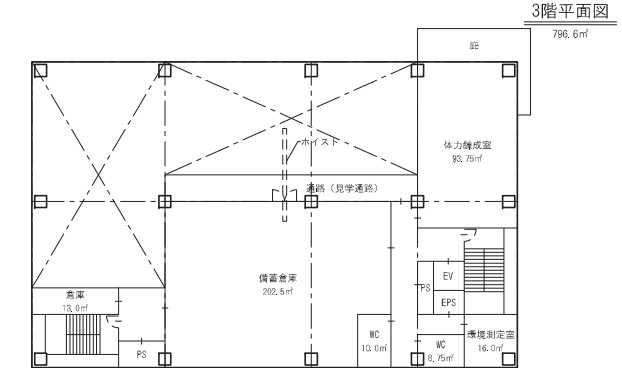 3階平面図
796.6㎡
庇
ホイスト
体力錬成室
93.75㎡
通路（見学通路）
備蓄倉庫
202.5㎡
倉庫
13.0㎡
PS
EV
PS
EPS
WC
10.0㎡
WC
8.75㎡
環境測定室
16.0㎡